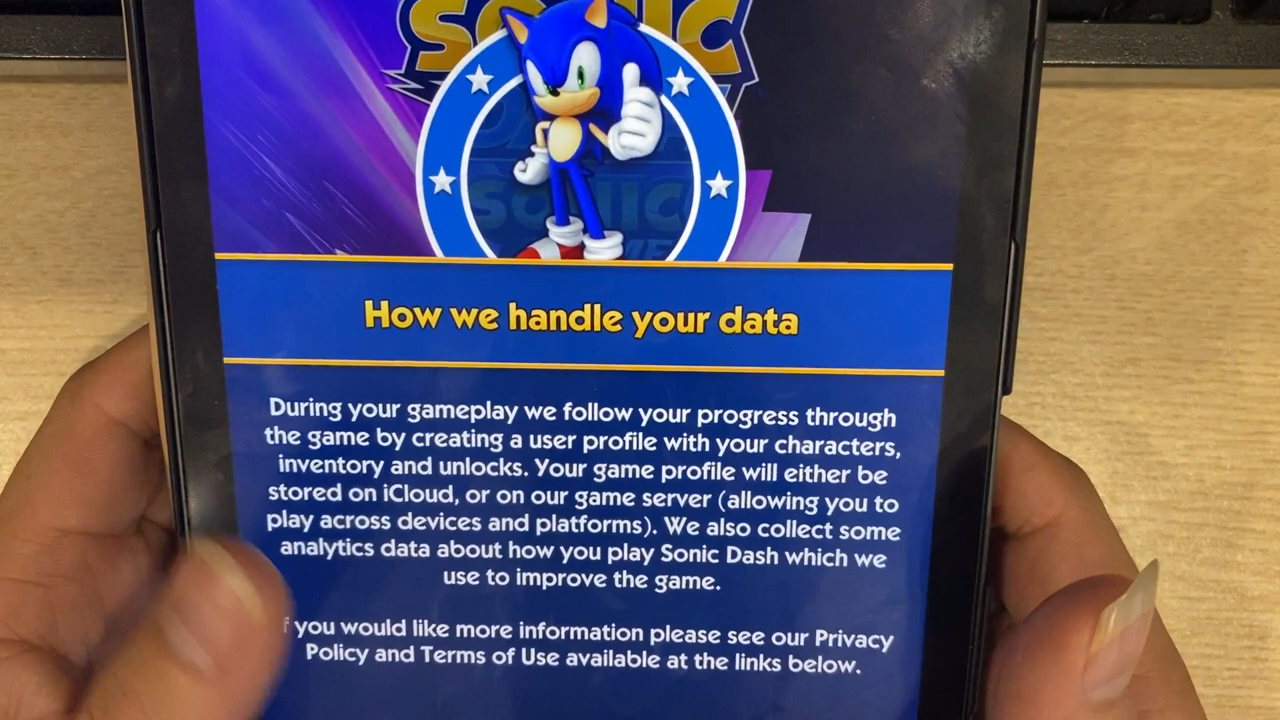 SONIC
How we handle your data
During your gameplay we follow your progress through
the game by creating a user profile with your characters,
inventory and unlocks. Your game profile will either be
stored on iCloud, or on our game server (allowing you to
play across devices and platforms). We also collect some
analytics data about how you play Sonic Dash which we
use to improve the game.
If you would like more information please see our Privacy
Policy and Terms of Use available at the links below.